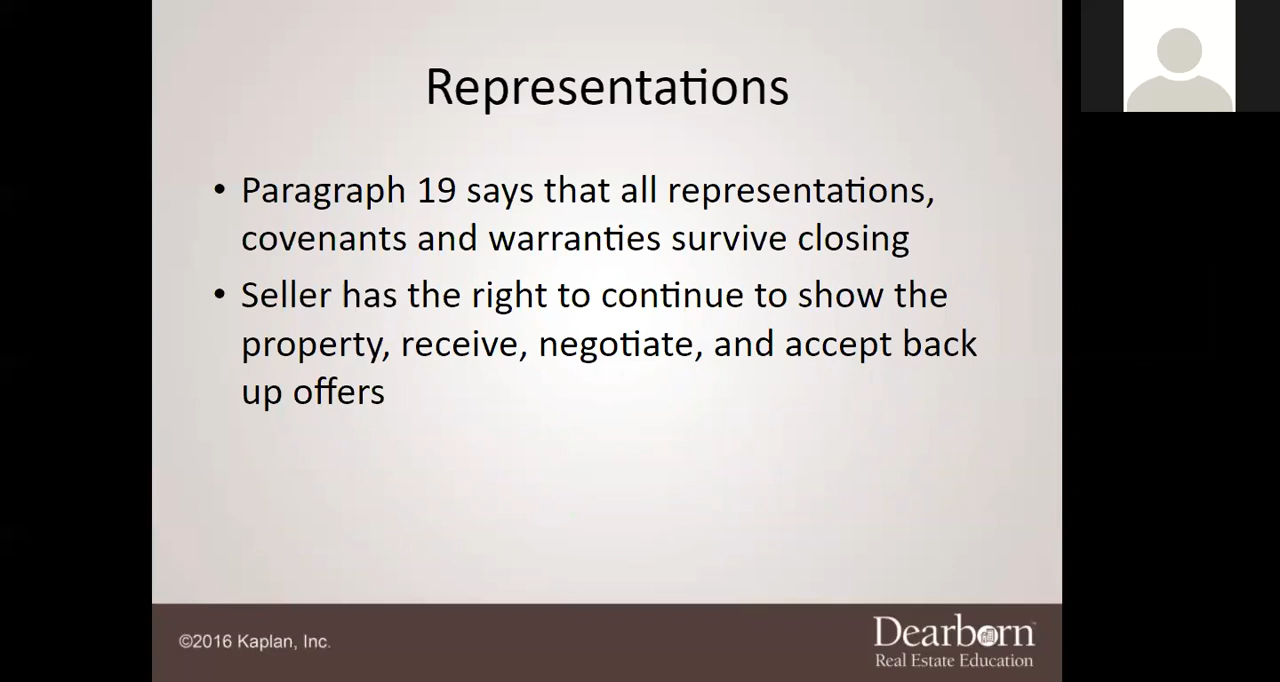 Representations
• Paragraph 19 says that all representations,
covenants and warranties survive closing
• Seller has the right to continue to show the
property, receive, negotiate, and accept back
up offers
©2016 Kaplan, Inc.
Dearborn™
Real Estate Education